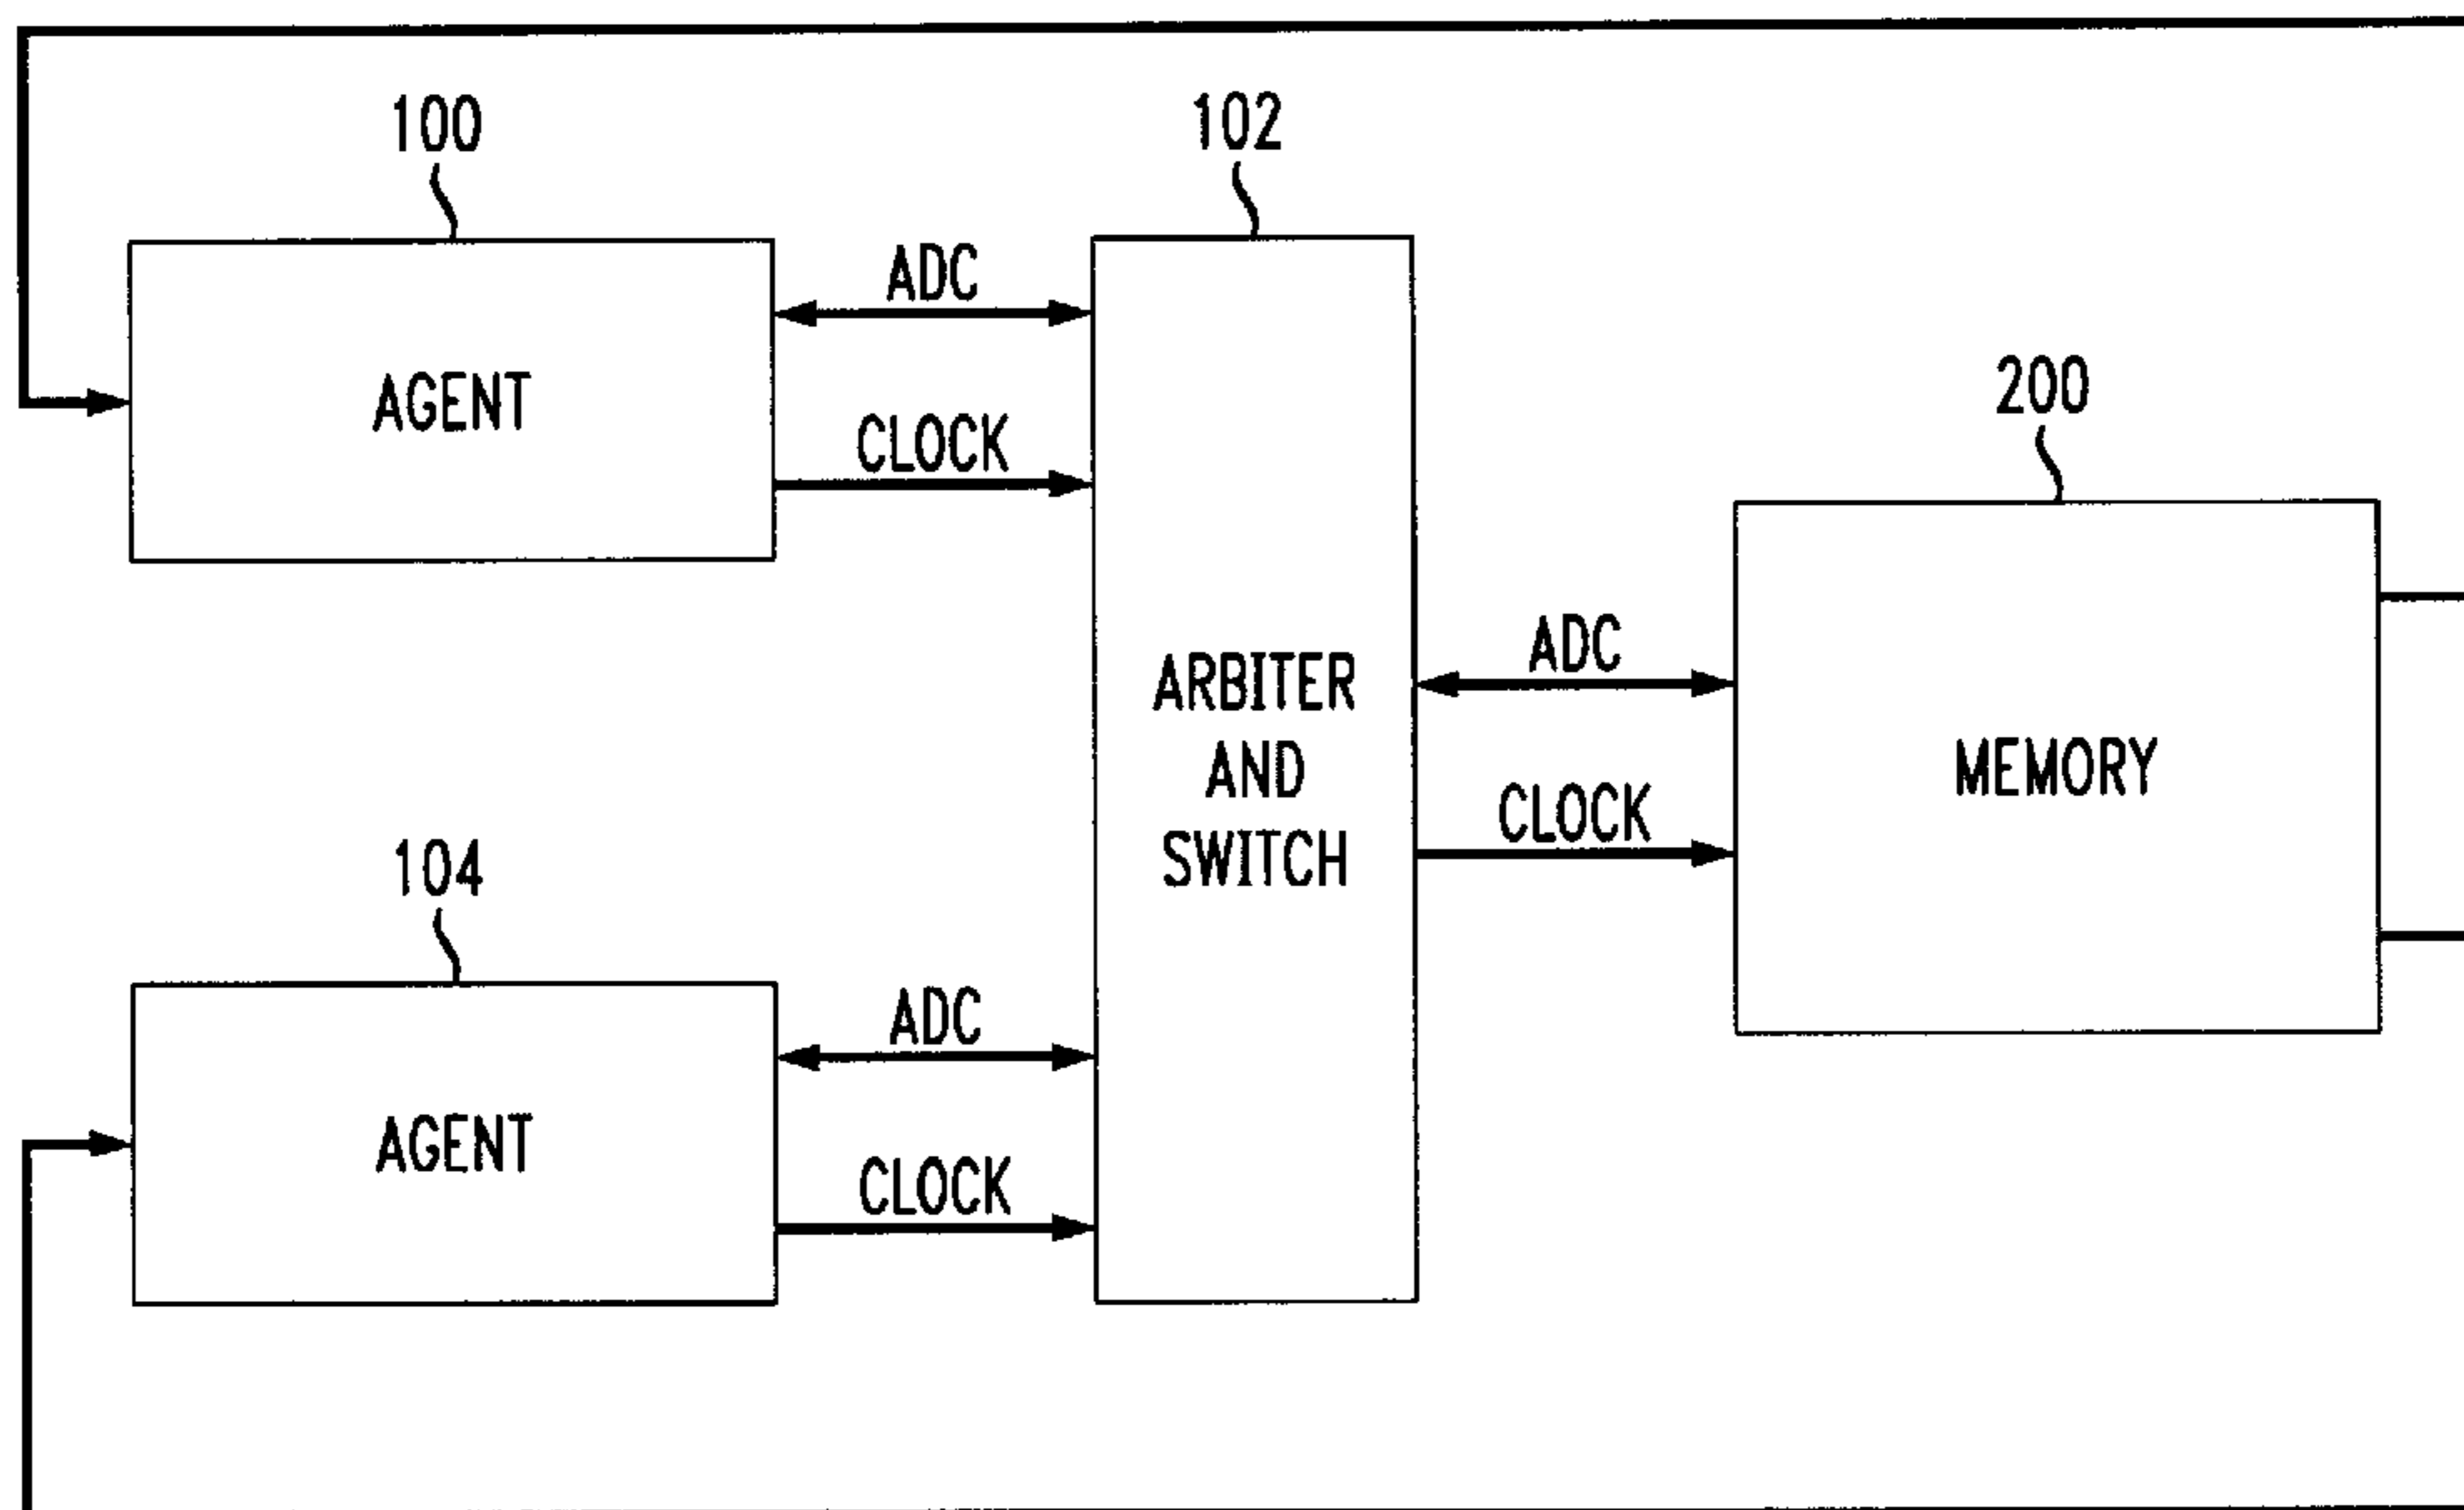 100
102
ADC
AGENT
CLOCK
200
ADC
ARBITER
AND
SWITCH
MEMORY
CLOCK
104
ADC
AGENT
CLOCK